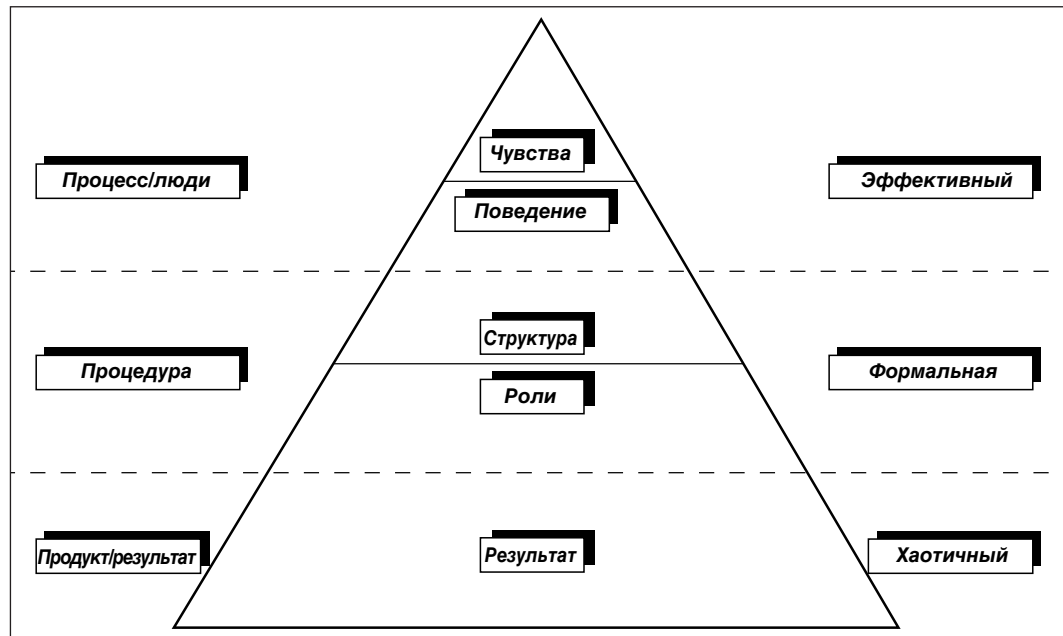 Чувства
Процесс/люди
Эффективный
Поведение
Структура
Процедура
Формальная
Роли
Продукт/результат
Результат
Хаотичный